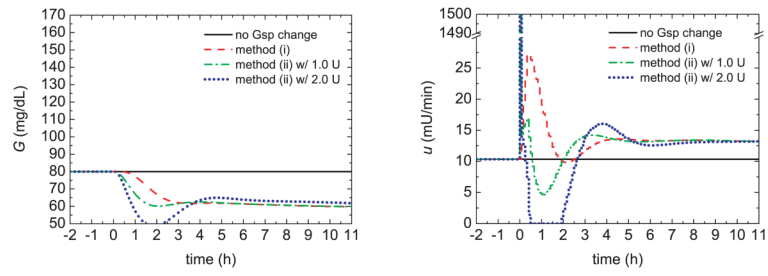 170
160
150
140
130
120
110
100
90
80
70
60
50
G (mg/dL)
no Gsp change
method (i)
method (ii) w/ 1.0 U
method (ii) w/ 2.0 U
-2 -1 0 1 2 3 4 5 6 7 8 9 10 11
time (h)
1500
1490
25
20
15
10
5
0
u (mU/min)
no Gsp change
method (i)
method (ii) w/ 1.0 U
method (ii) w/ 2.0 U
-2 -1 0 1 2 3 4 5 6 7 8 9 10 11
time (h)